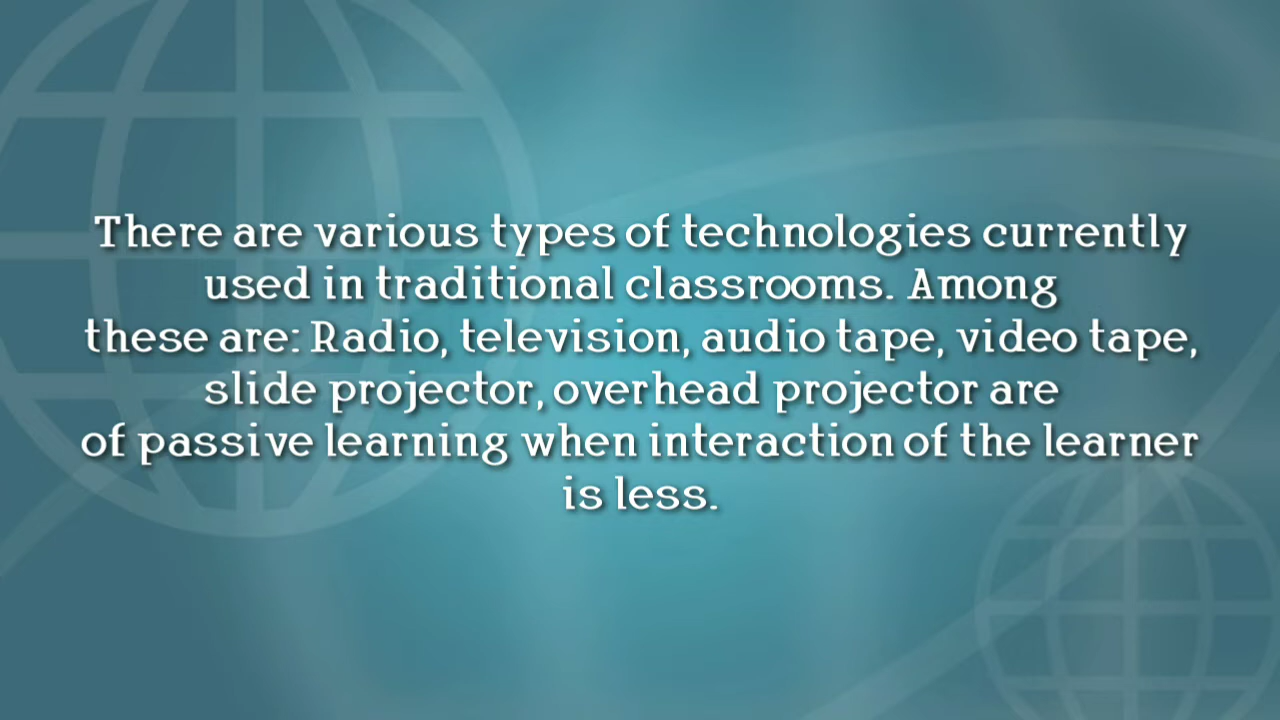 There are various types of technologies currently
used in traditional classrooms. Among
these are: Radio, television, audio tape, video tape,
slide projector, overhead projector are
of passive learning when interaction of the learner
is less.